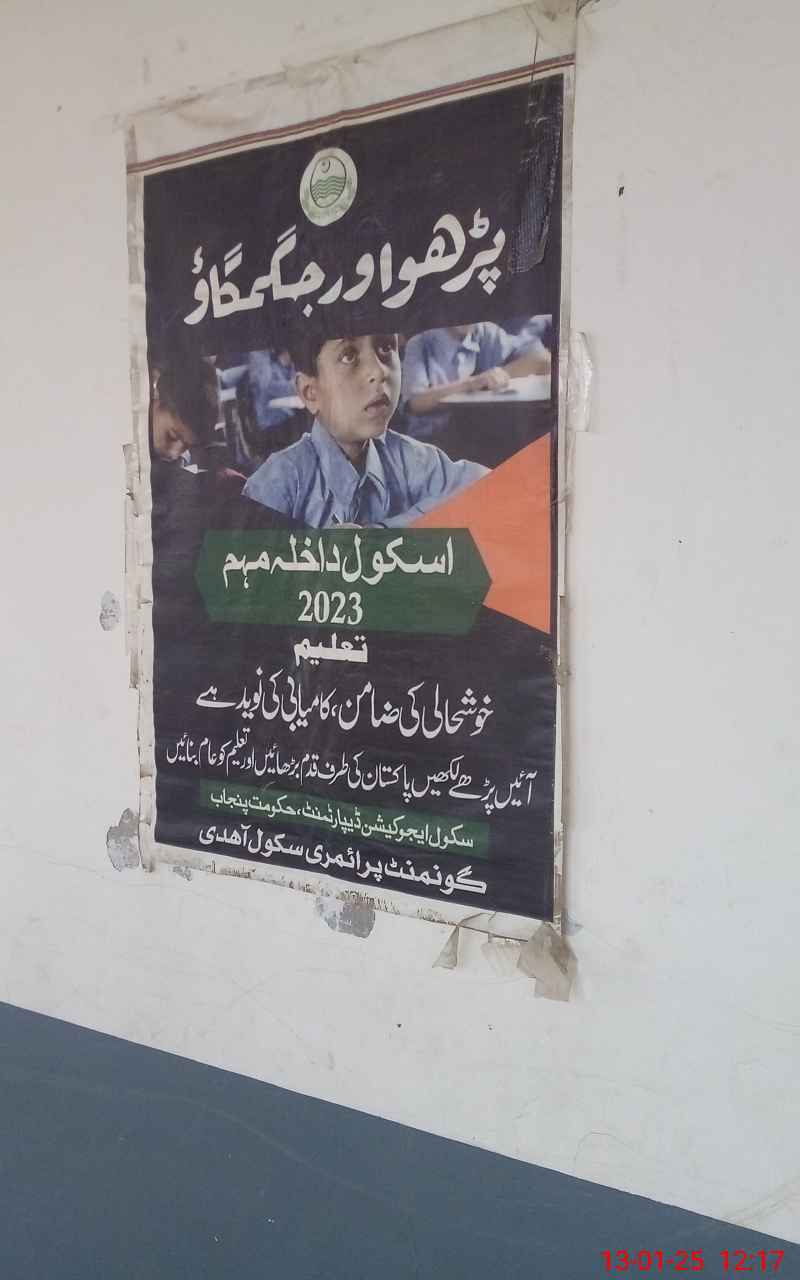 پڑھو اور جگمگاؤ
اسکول داخلہ مہم
2023
تعلیم
خوشحالی کی ضامن، کامیابی کی نوید ہے
آئیں پڑھے لکھیں پاکستان کی طرف قدم بڑھائیں اور تعلیم کو عام بنائیں
سکول ایجوکیشن ڈیپارٹمنٹ، حکومت پنجاب
گونمنٹ پرائمری سکول آھدی
13-01-25 12:17